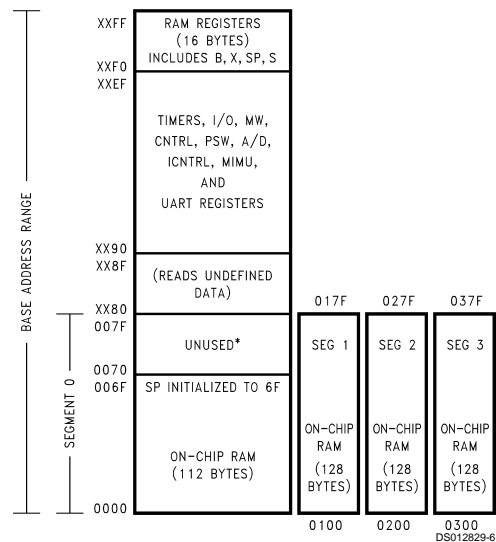 XXFF
RAM REGISTERS
(16 BYTES)
INCLUDES B, X, SP, S
XXF0
XXEF
TIMERS, I/O, MW,
CNTRL, PSW, A/D,
ICNTRL, MIMU,
AND
UART REGISTERS
BASE ADDRESS RANGE
XX90
XX8F
(READS UNDEFINED
DATA)
XX80
007F
UNUSED*
0070
006F
SP INITIALIZED TO 6F
SEGMENT 0
ON-CHIP RAM
(112 BYTES)
0000
017F
SEG 1
ON-CHIP
RAM
(128
BYTES)
0100
027F
SEG 2
ON-CHIP
RAM
(128
BYTES)
0200
037F
SEG 3
ON-CHIP
RAM
(128
BYTES)
0300
DS012829-6